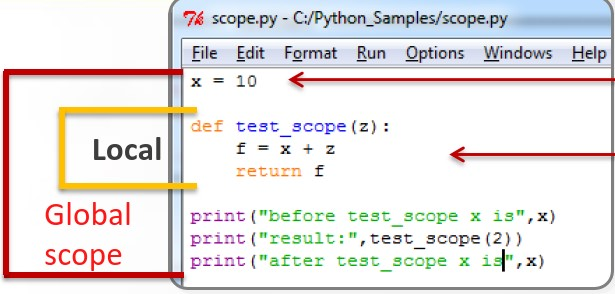 7% scope.py - C:/Python_Samples/scope.py
File Edit Format Run Options Windows Help
x = 10
def test_scope(z):
    f = x + z
    return f
print("before test_scope x is",x)
print("result:",test_scope(2))
print("after test_scope x is",x)
Local
Global
scope